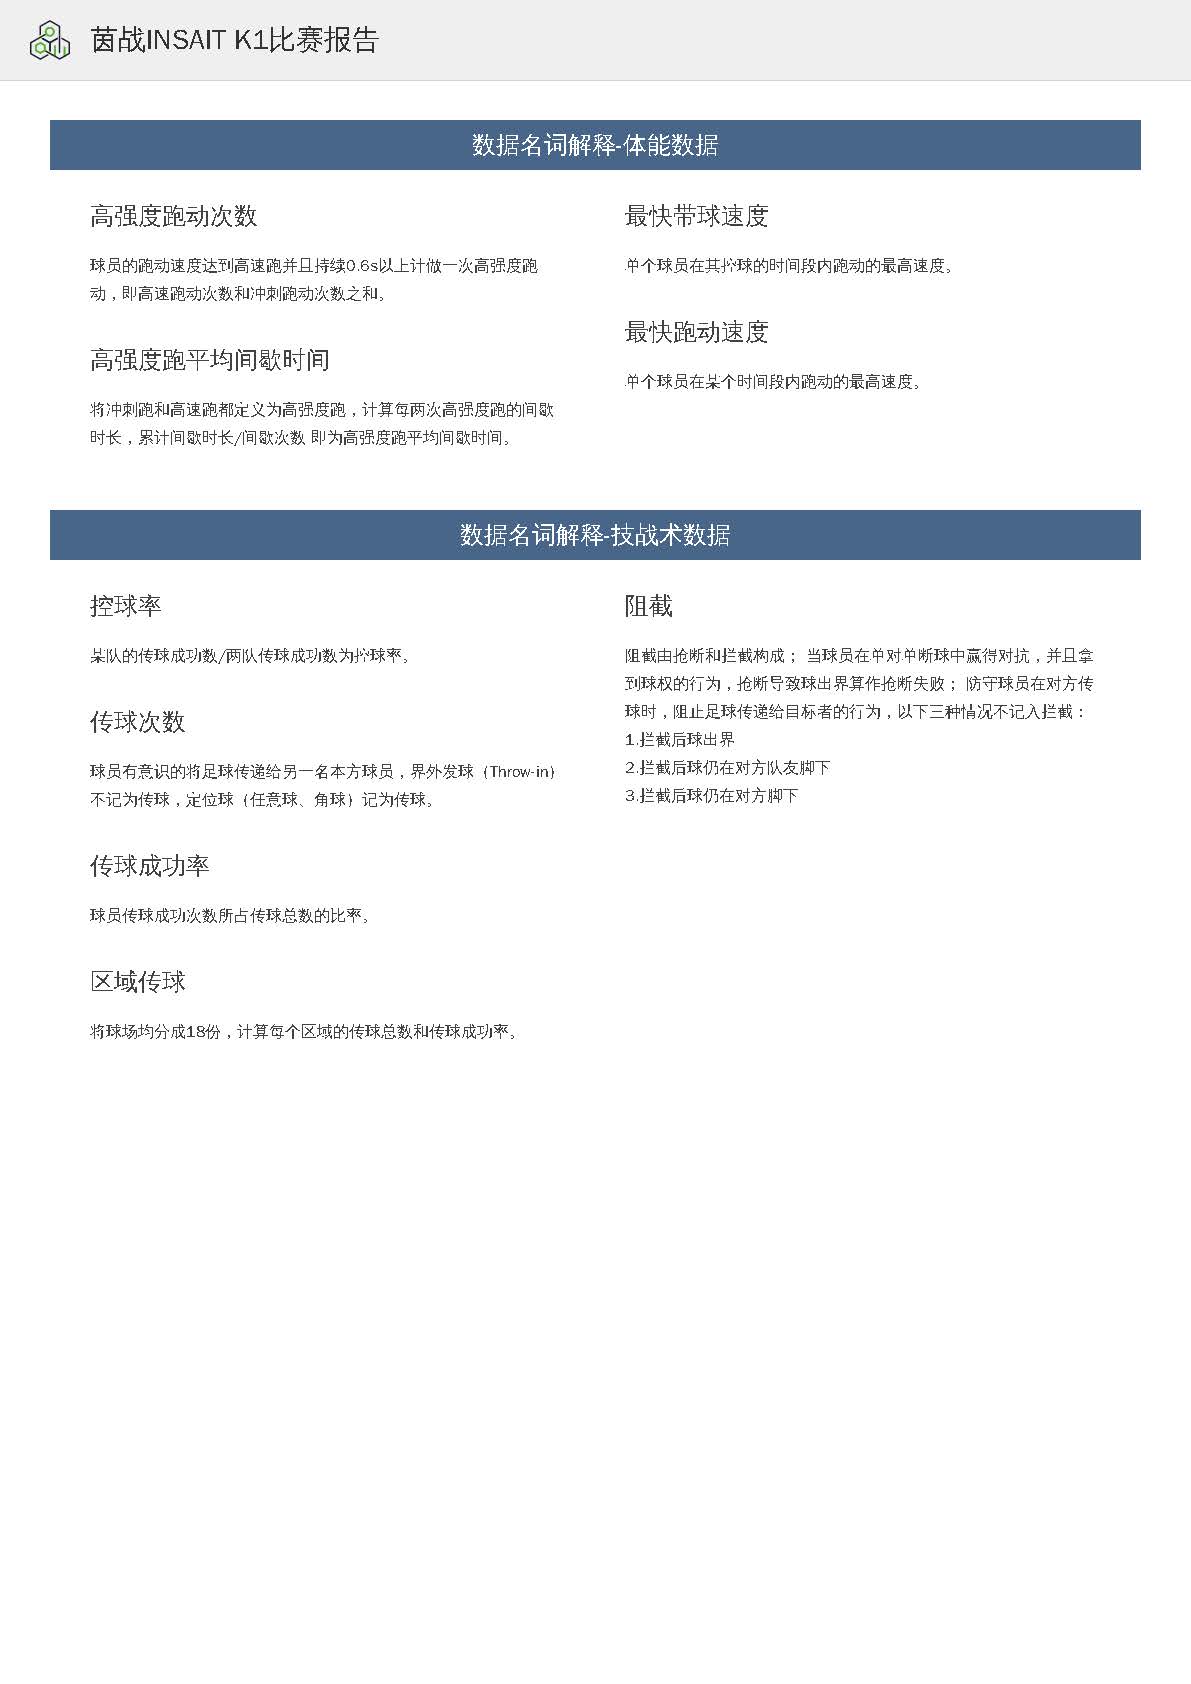 茵战INSAIT K1比赛报告
数据名词解释-体能数据
高强度跑动次数
球员的跑动速度达到高速跑并且持续0.6s以上计做一次高强度跑
动，即高速跑动次数和冲刺跑动次数之和。
高强度跑平均间歇时间
将冲刺跑和高速跑都定义为高强度跑，计算每两次高强度跑的间歇
时长，累计间歇时长/间歇次数 即为高强度跑平均间歇时间。
最快带球速度
单个球员在其控球的时间段内跑动的最高速度。
最快跑动速度
单个球员在某个时间段内跑动的最高速度。
数据名词解释-技战术数据
控球率
某队的传球成功数/两队传球成功数为控球率。
传球次数
球员有意识的将足球传递给另一名本方球员，界外发球（Throw-in）
不记为传球，定位球（任意球、角球）记为传球。
传球成功率
球员传球成功次数所占传球总数的比率。
区域传球
将球场均分成18份，计算每个区域的传球总数和传球成功率。
阻截
阻截由抢断和拦截构成； 当球员在单对单断球中赢得对抗，并且拿
到球权的行为，抢断导致球出界算作抢断失败； 防守球员在对方传
球时，阻止足球传递给目标者的行为，以下三种情况不记入拦截：
1.拦截后球出界
2.拦截后球仍在对方队友脚下
3.拦截后球仍在对方脚下